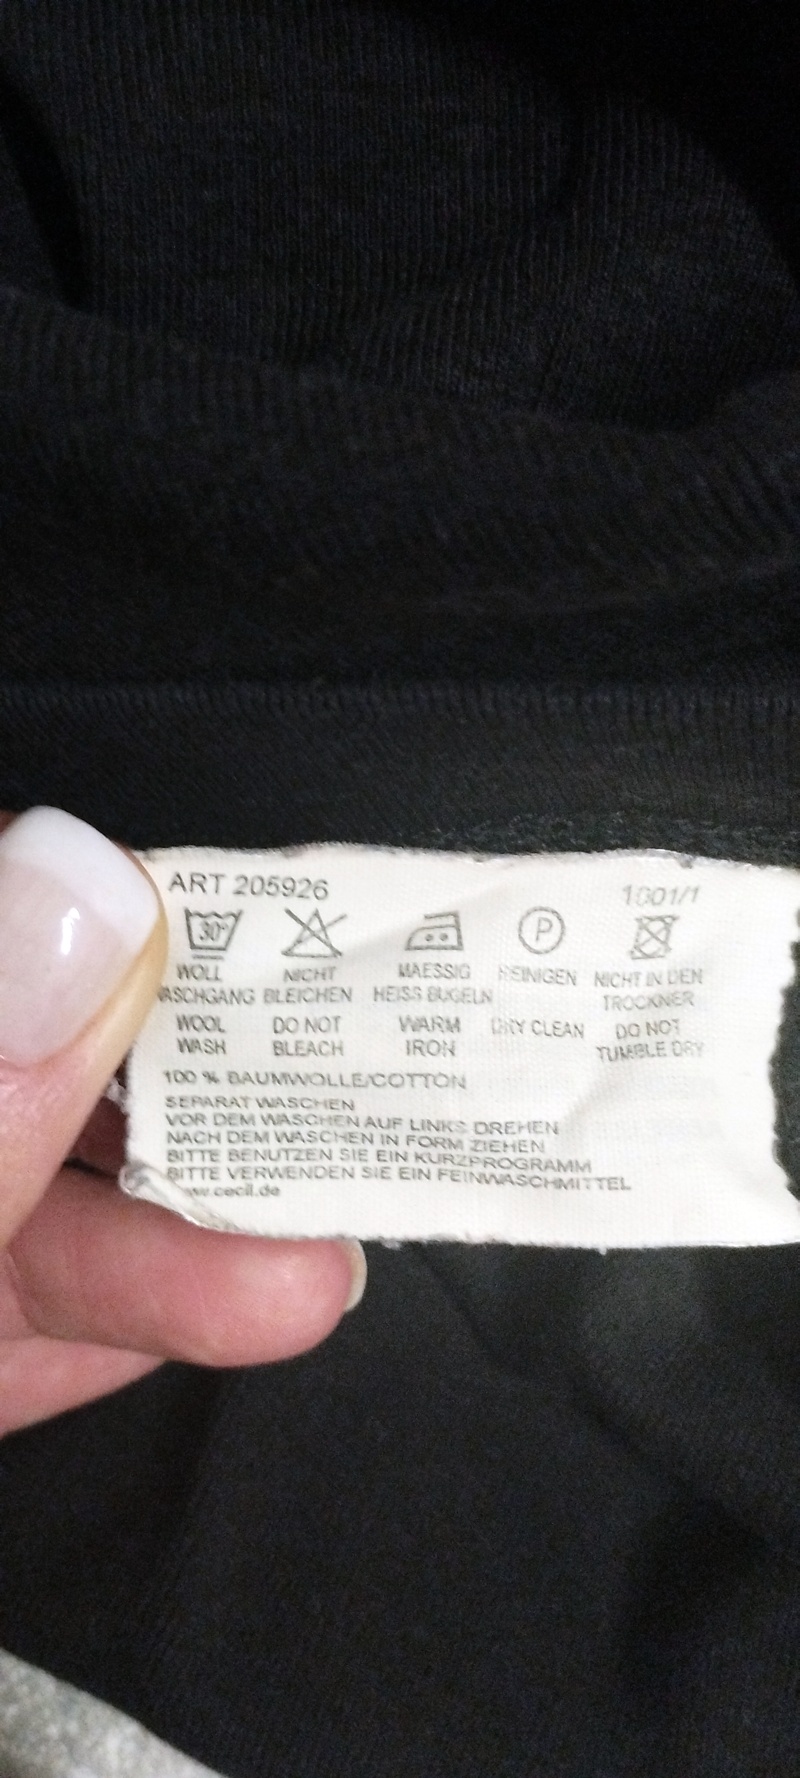 ART 205926
1001/1
30°
P
WOLL WASCHGANG
NICHT BLEICHEN
MAESSIG HEISS BUGELN
REINIGEN
NICHT IN DEN TROCKNER
WOOL WASH
DO NOT BLEACH
WARM IRON
DRY CLEAN
DO NOT TUMBLE DRY
100 % BAUMWOLLE/COTTON
SEPARAT WASCHEN
VOR DEM WASCHEN AUF LINKS DREHEN
NACH DEM WASCHEN IN FORM ZIEHEN
BITTE BENUTZEN SIE EIN KURZPROGRAMM
BITTE VERWENDEN SIE EIN FEINWASCHMITTEL
www.cecil.de